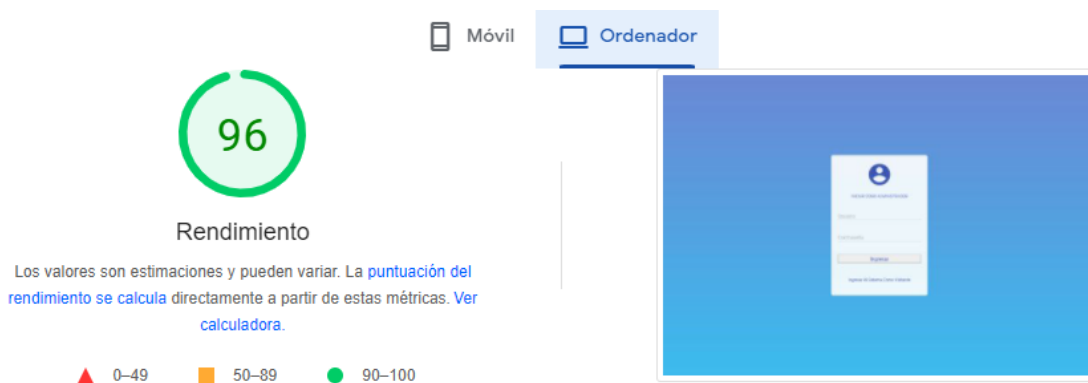 Móvil
Ordenador
96
Rendimiento
Los valores son estimaciones y pueden variar. La puntuación del
rendimiento se calcula directamente a partir de estas métricas. Ver
calculadora.
0–49
50–89
90–100